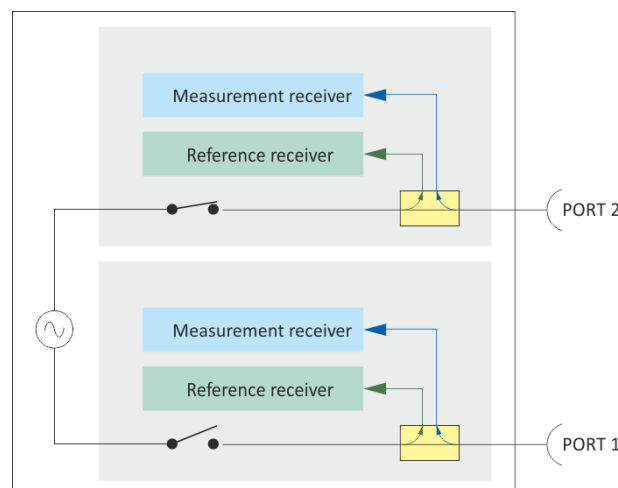 Measurement receiver
Reference receiver
PORT 2
Measurement receiver
Reference receiver
PORT 1